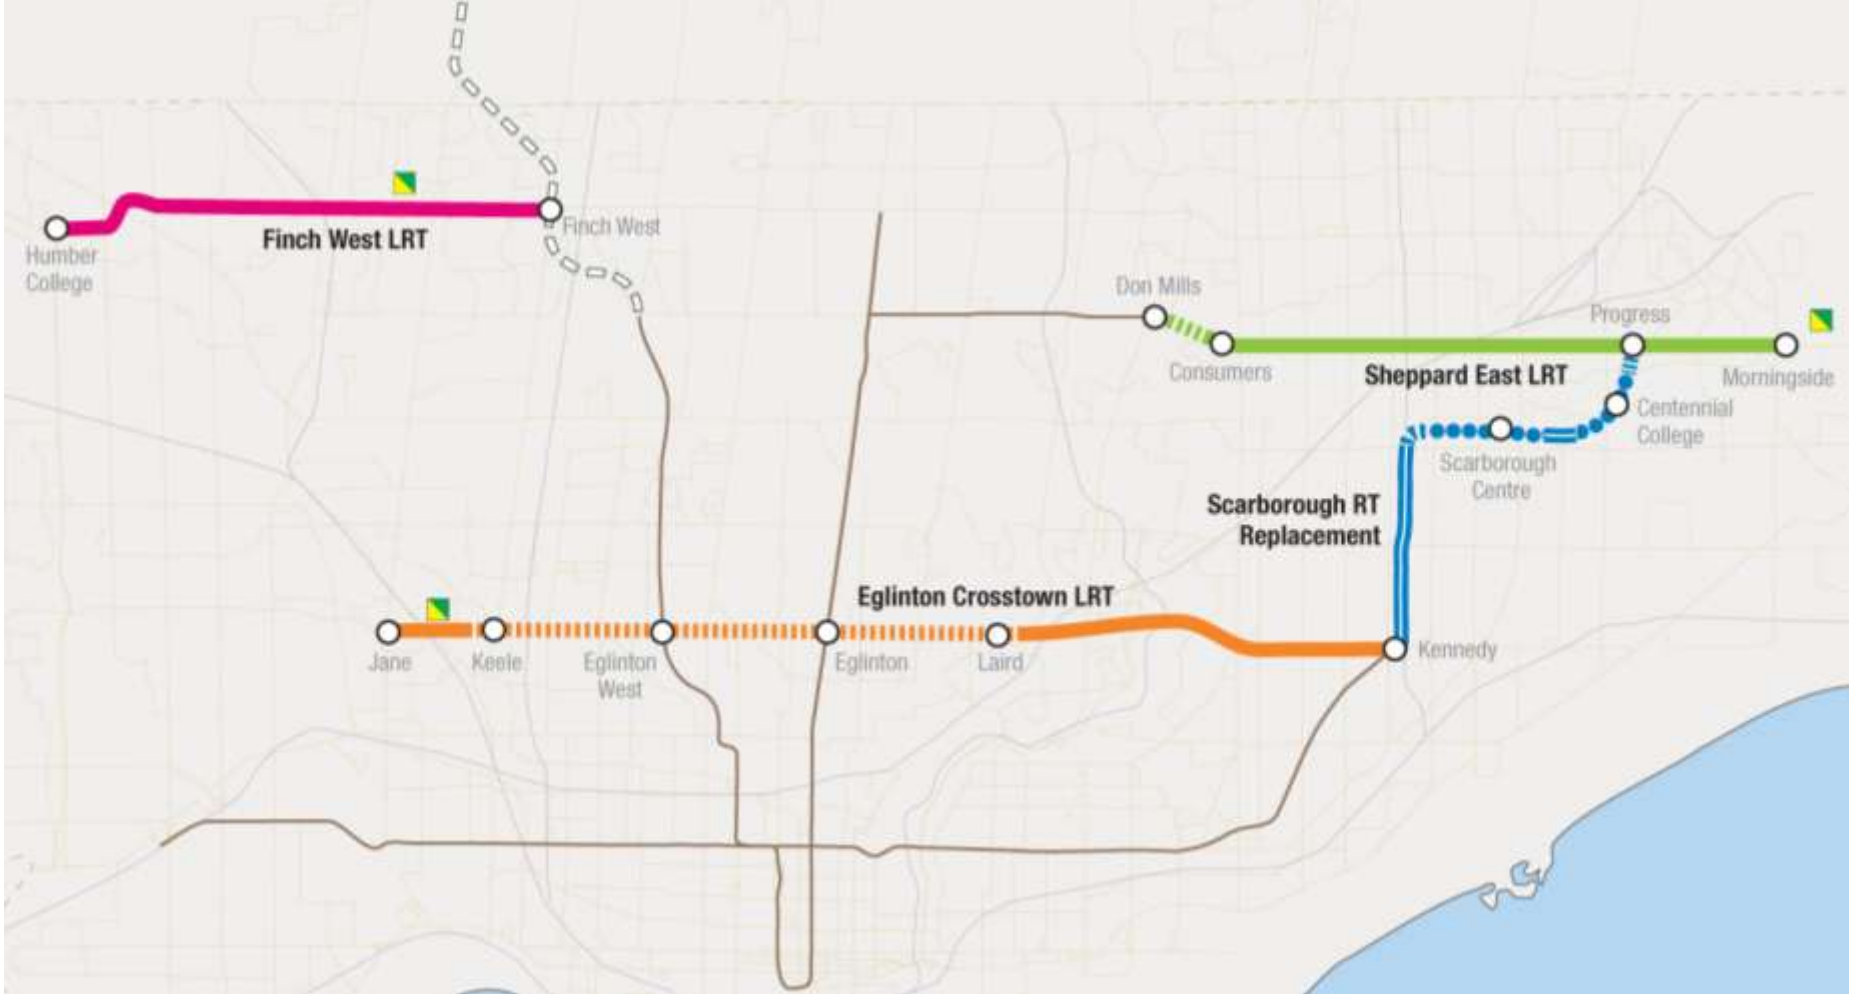 Finch West
Finch West LRT
Humber
College
Don Mills
Progress
Consumers
Sheppard East LRT
Morningside
Centennial
College
Scarborough
Centre
Scarborough RT
Replacement
Eglinton Crosstown LRT
Jane
Keele
Eglinton
West
Eglinton
Laird
Kennedy